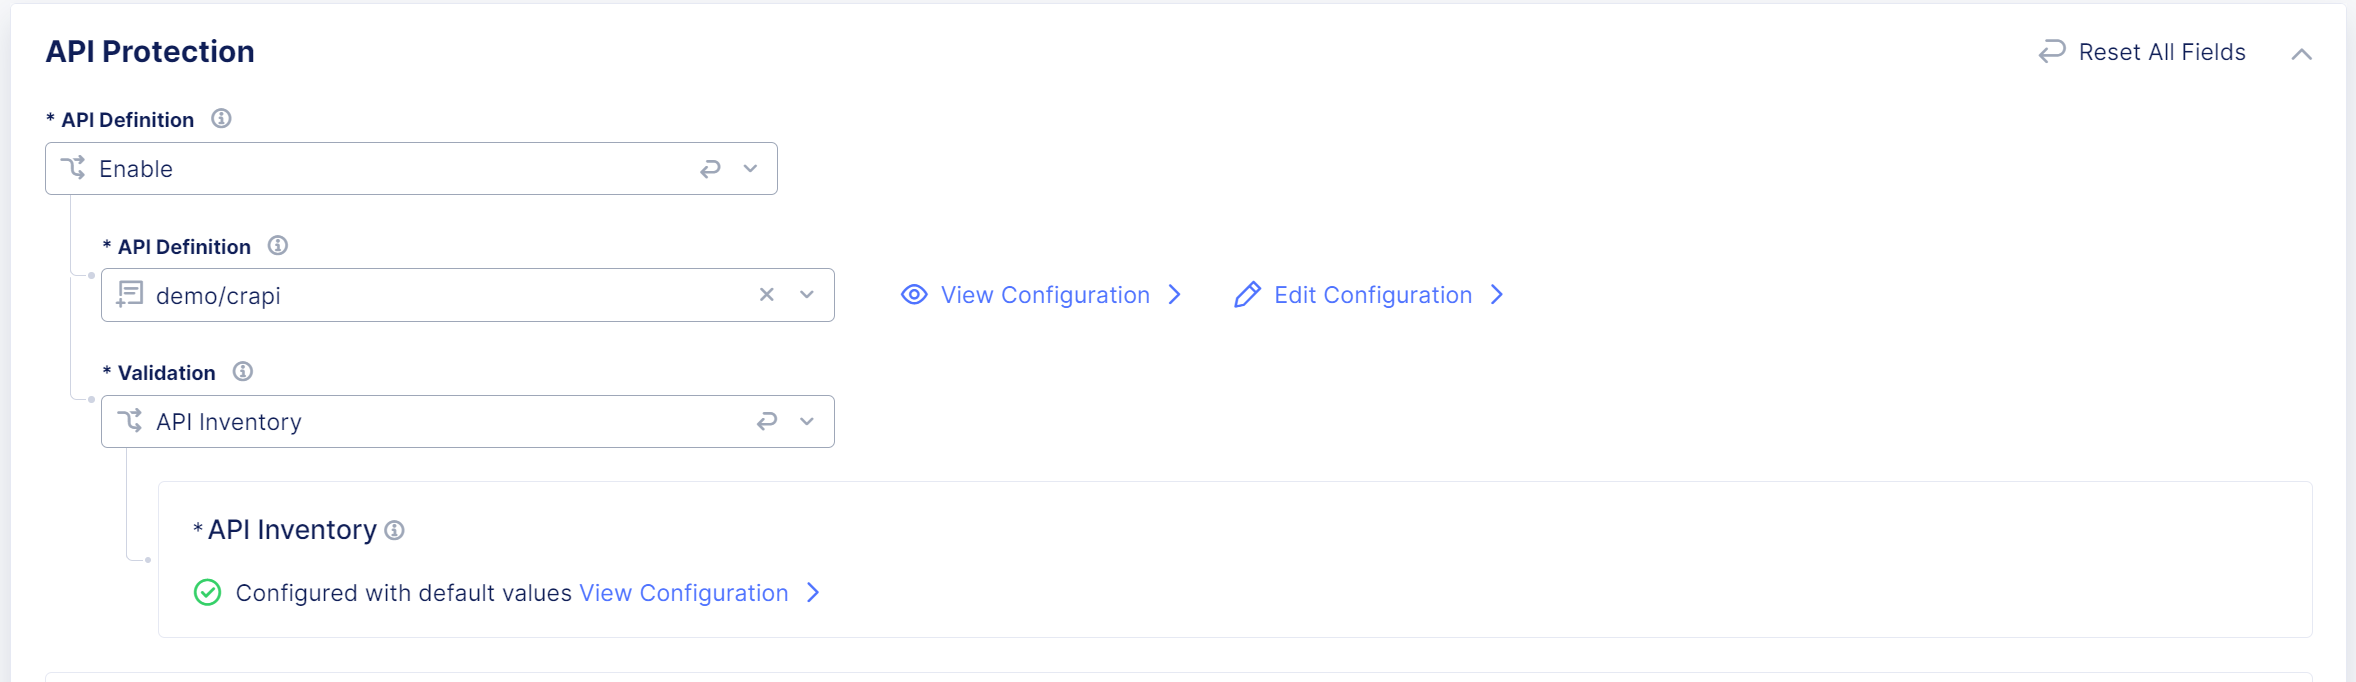 API Protection
Reset All Fields
* API Definition
Enable
* API Definition
demo/crapi
View Configuration
Edit Configuration
* Validation
API Inventory
* API Inventory
Configured with default values View Configuration